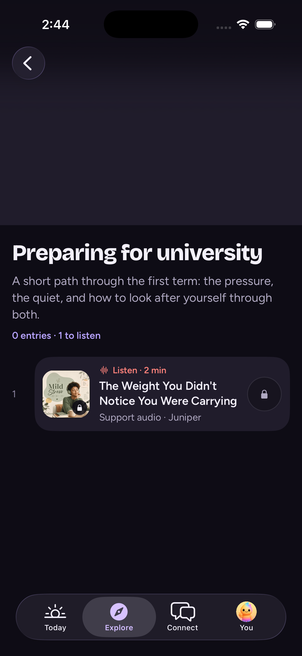 2:44
Preparing for university
A short path through the first term: the pressure,
the quiet, and how to look after yourself through
both.
0 entries · 1 to listen
1
Mild
Listen · 2 min
The Weight You Didn't
Notice You Were Carrying
Support audio · Juniper
Today
Explore
Connect
You